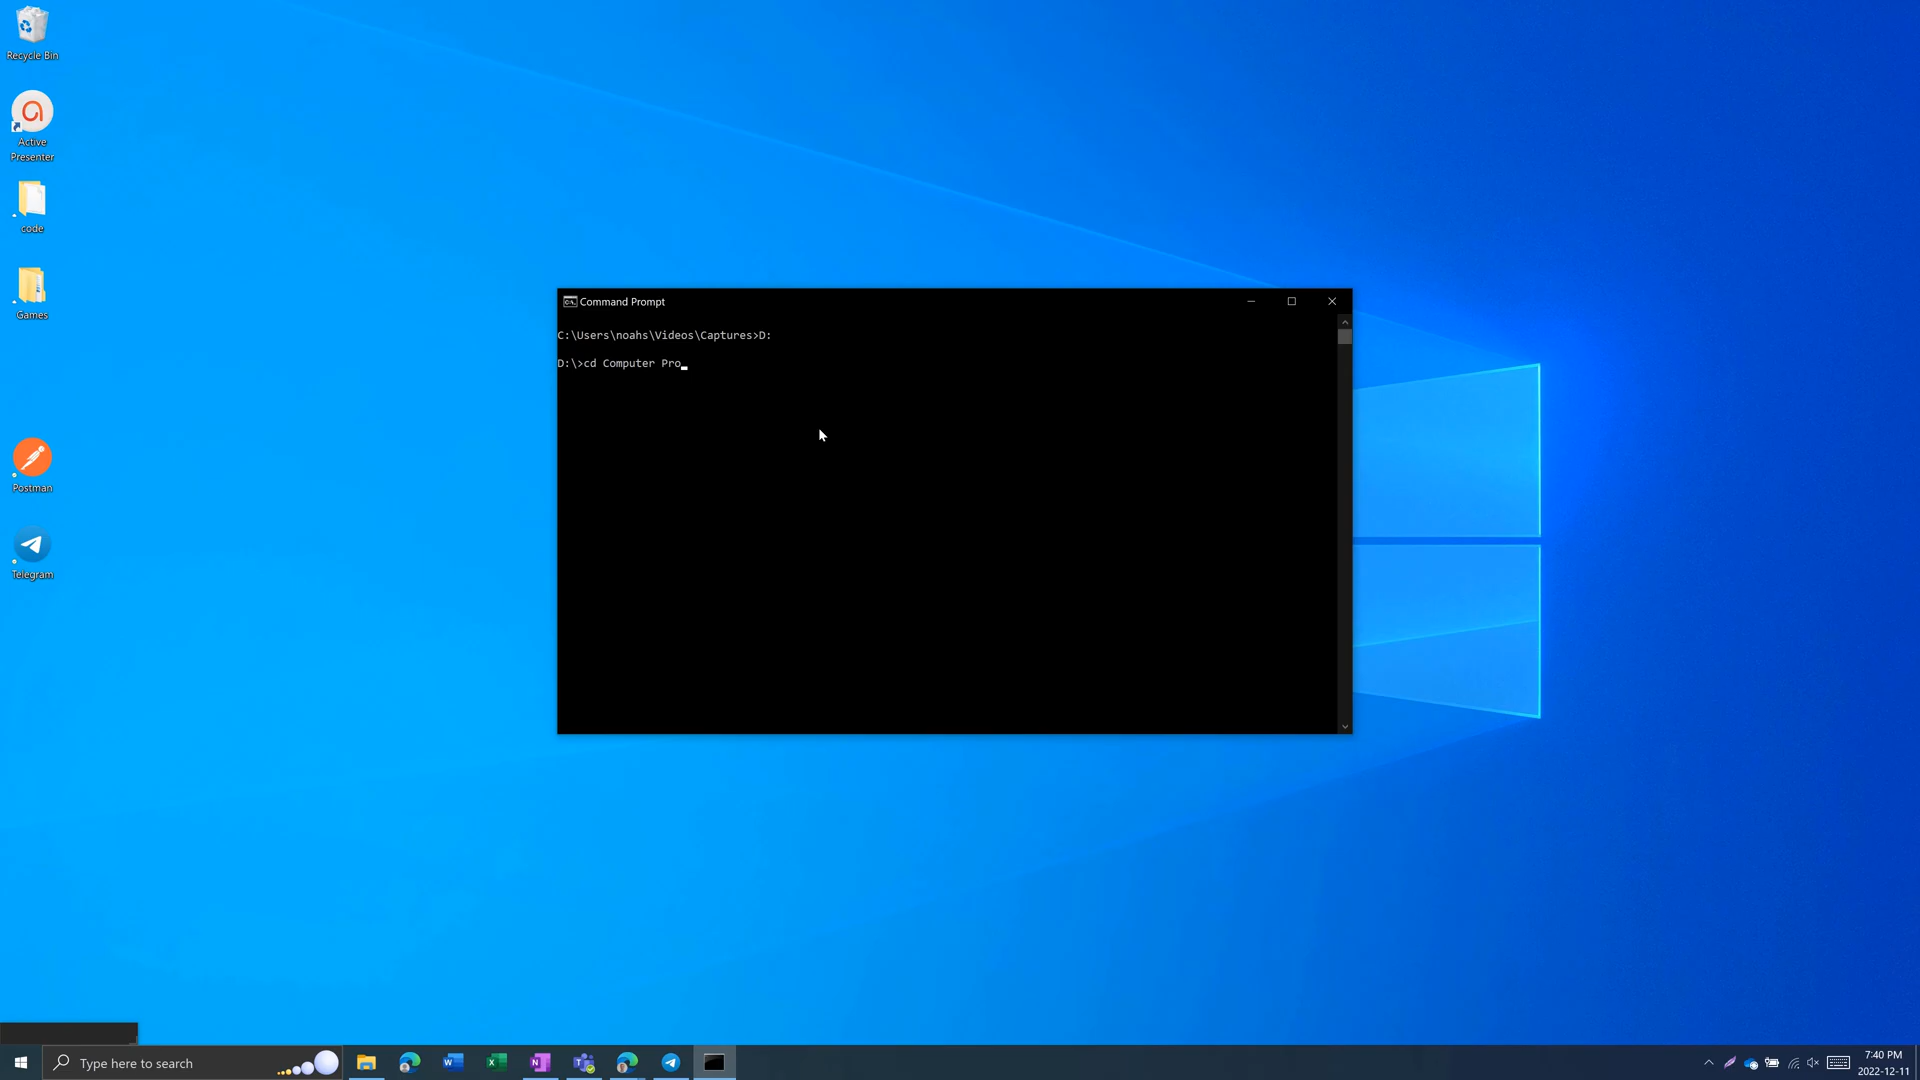 Recycle Bin
Active
Presenter
code
Games
Postman
Telegram
Command Prompt
C:\Users\noahs\Videos\Captures>D:
D:\>cd Computer Pro
Type here to search
7:40 PM
2022-12-11